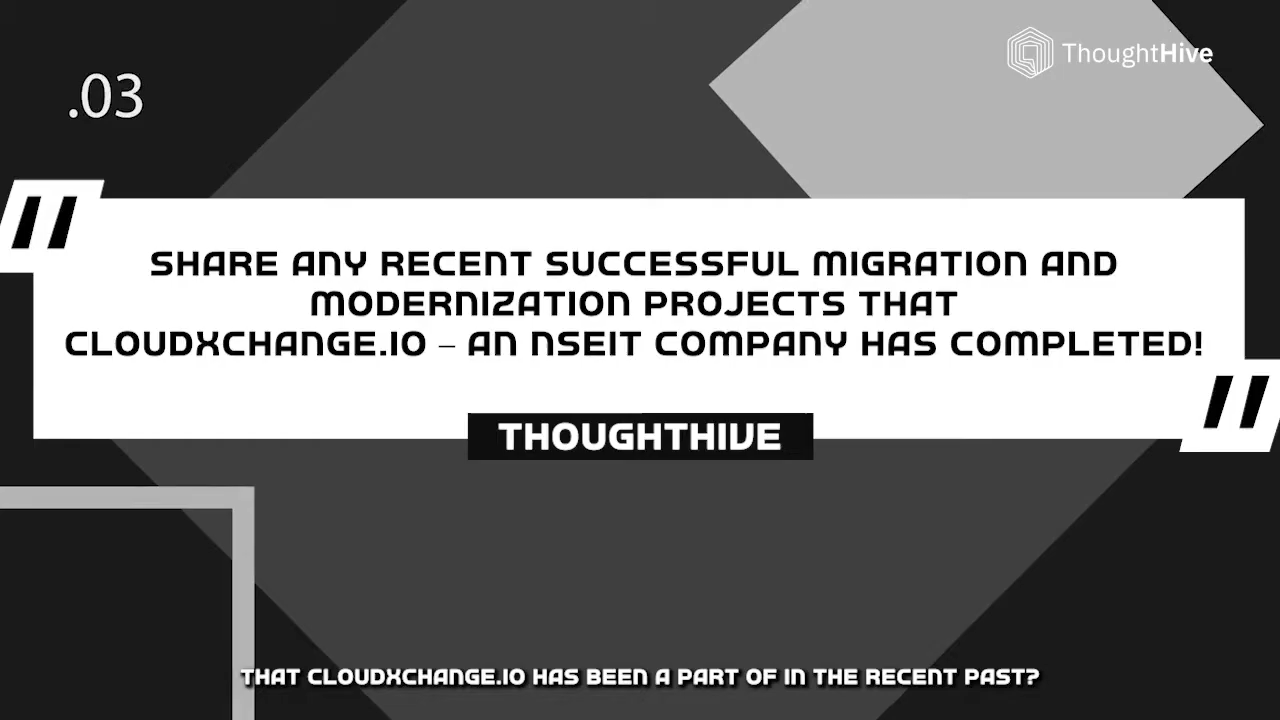 .03
ThoughtHive
"
SHARE ANY RECENT SUCCESSFUL MIGRATION AND
MODERNIZATION PROJECTS THAT
CLOUDXCHANGE.IO – AN NSEIT COMPANY HAS COMPLETED!
"
THOUGHTHIVE
THAT CLOUDXCHANGE.IO HAS BEEN A PART OF IN THE RECENT PAST?